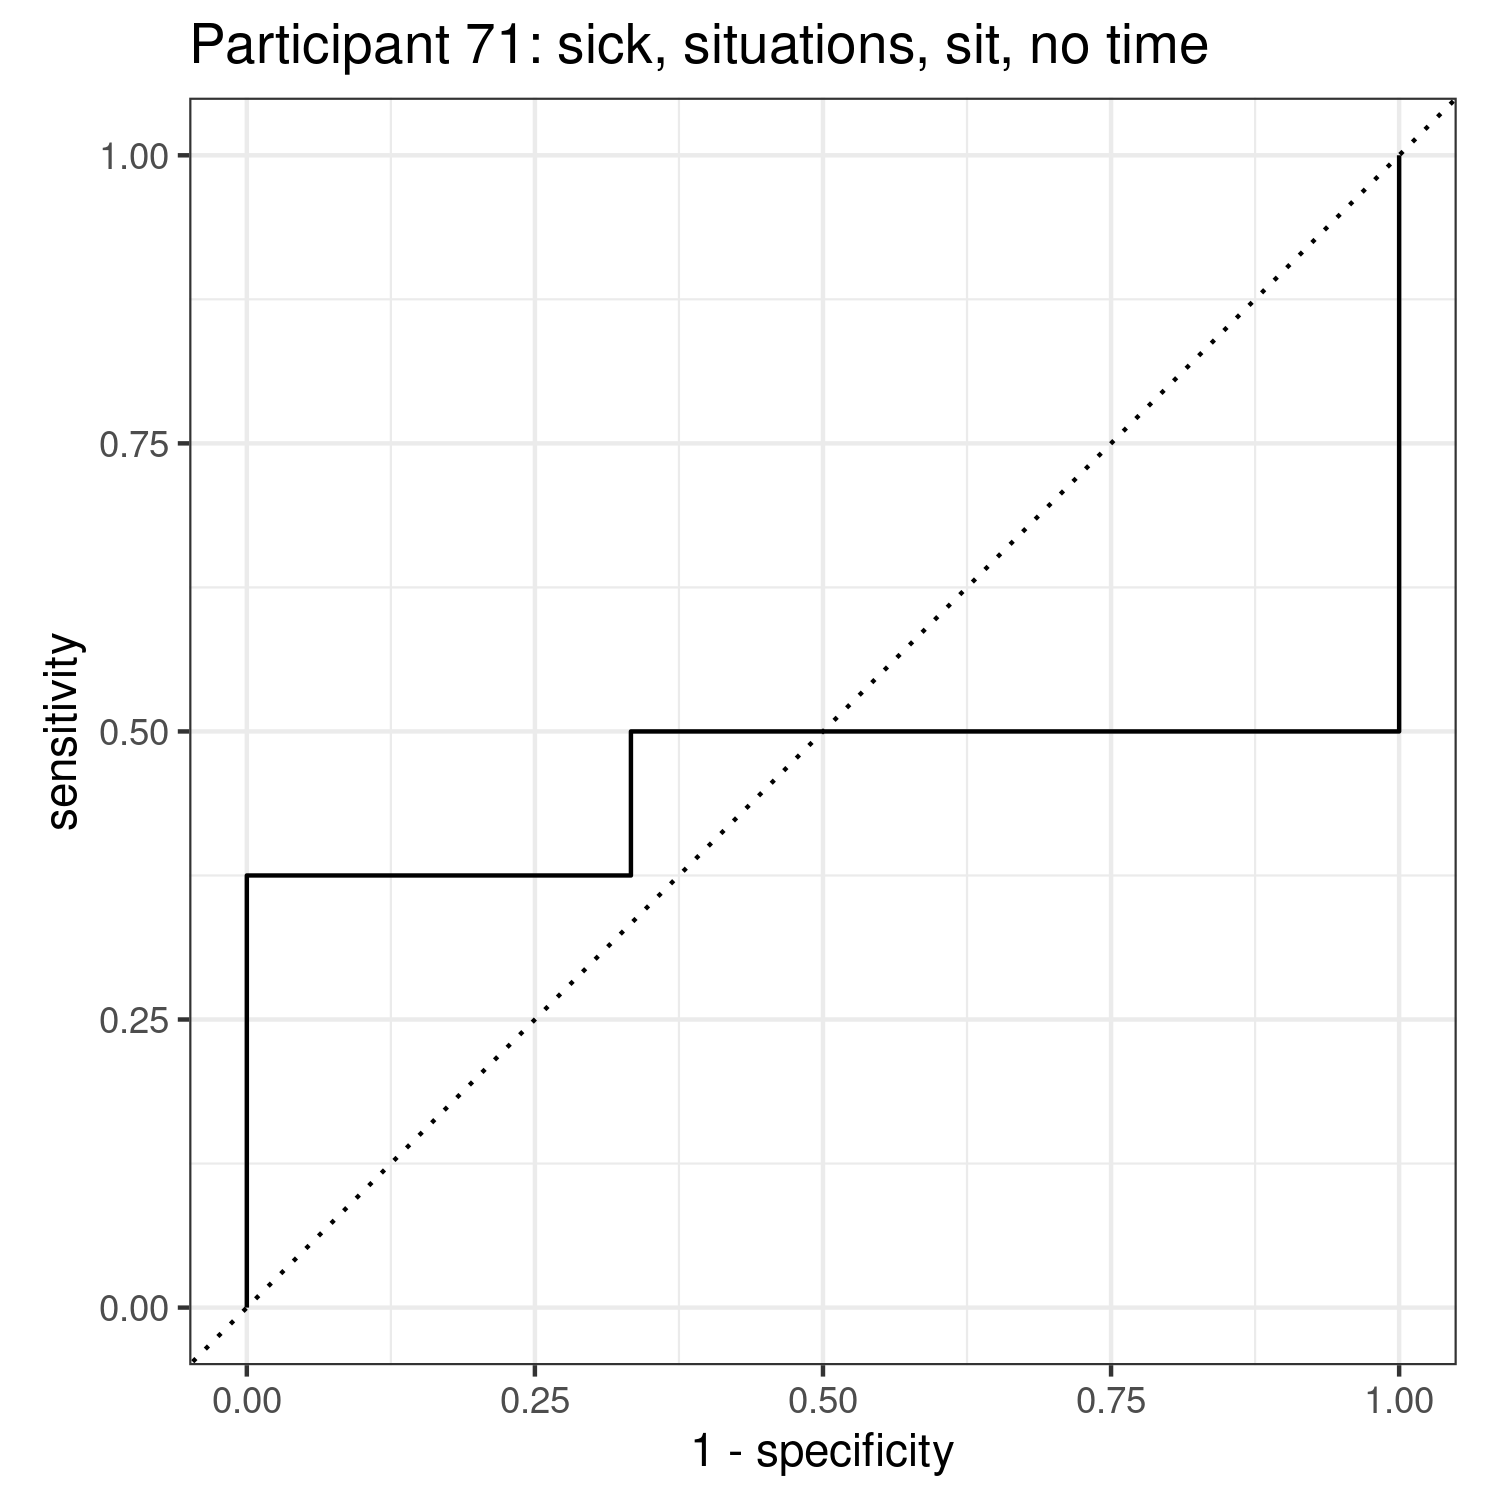 Participant 71: sick, situations, sit, no time
1.00
0.75
0.50
0.25
0.00
sensitivity
0.00 0.25 0.50 0.75 1.00
1 - specificity